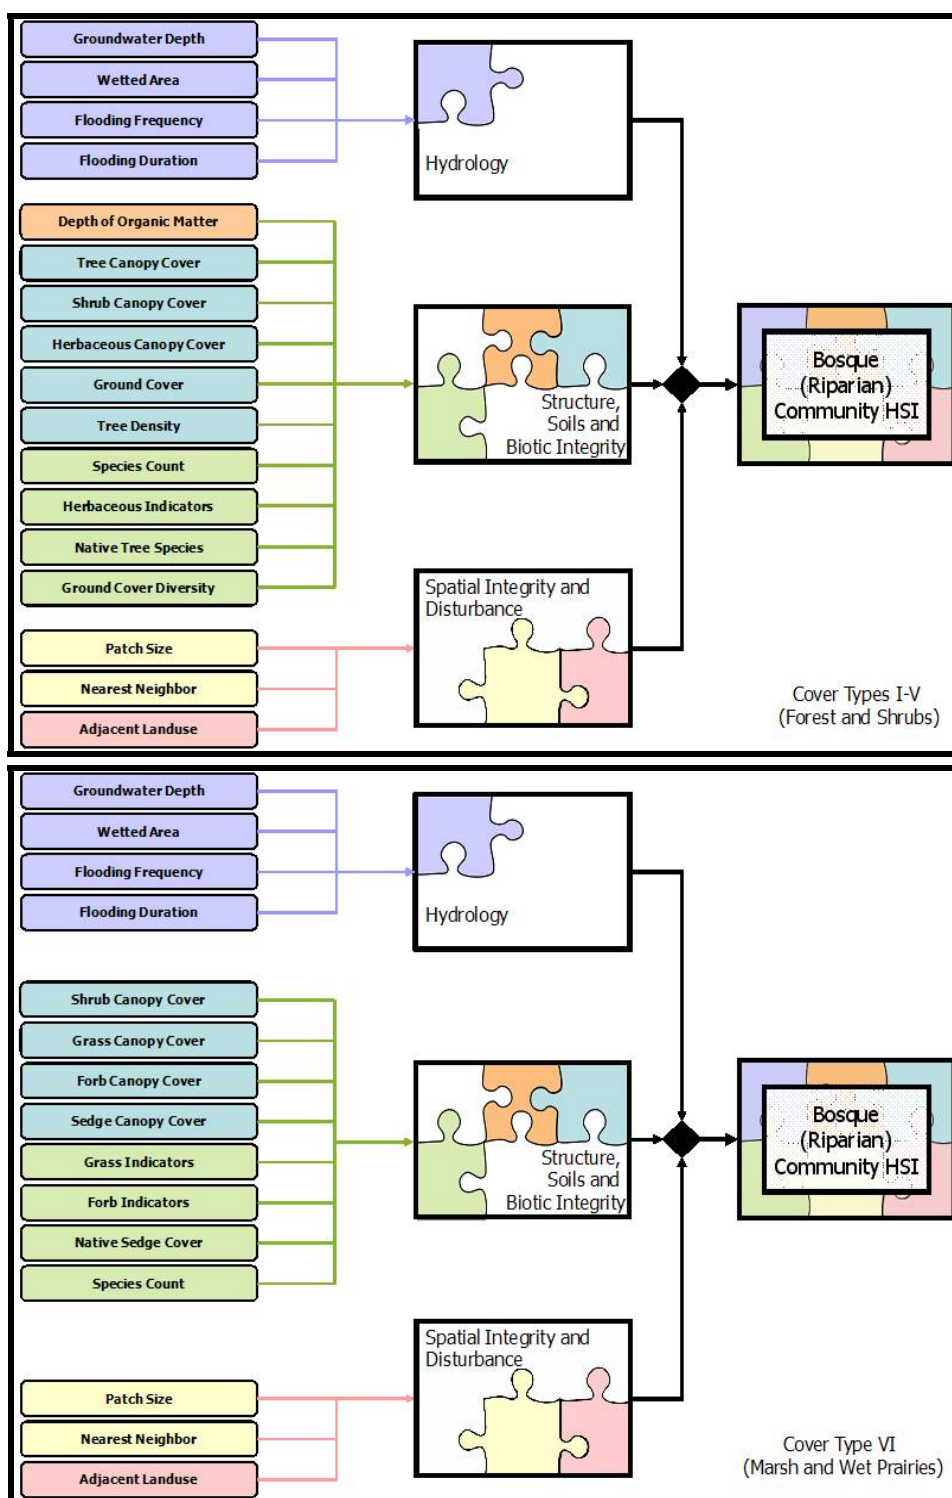 Groundwater Depth
Wetted Area
Flooding Frequency
Flooding Duration
Hydrology
Depth of Organic Matter
Tree Canopy Cover
Shrub Canopy Cover
Herbaceous Canopy Cover
Ground Cover
Tree Density
Species Count
Herbaceous Indicators
Native Tree Species
Ground Cover Diversity
Structure,
Soils and
Biotic Integrity
Bosque
(Riparian)
Community HSI
Patch Size
Nearest Neighbor
Adjacent Landuse
Spatial Integrity and
Disturbance
Cover Types I-V
(Forest and Shrubs)
Groundwater Depth
Wetted Area
Flooding Frequency
Flooding Duration
Hydrology
Shrub Canopy Cover
Grass Canopy Cover
Forb Canopy Cover
Sedge Canopy Cover
Grass Indicators
Forb Indicators
Native Sedge Cover
Species Count
Structure,
Soils and
Biotic Integrity
Bosque
(Riparian)
Community HSI
Patch Size
Nearest Neighbor
Adjacent Landuse
Spatial Integrity and
Disturbance
Cover Type VI
(Marsh and Wet Prairies)